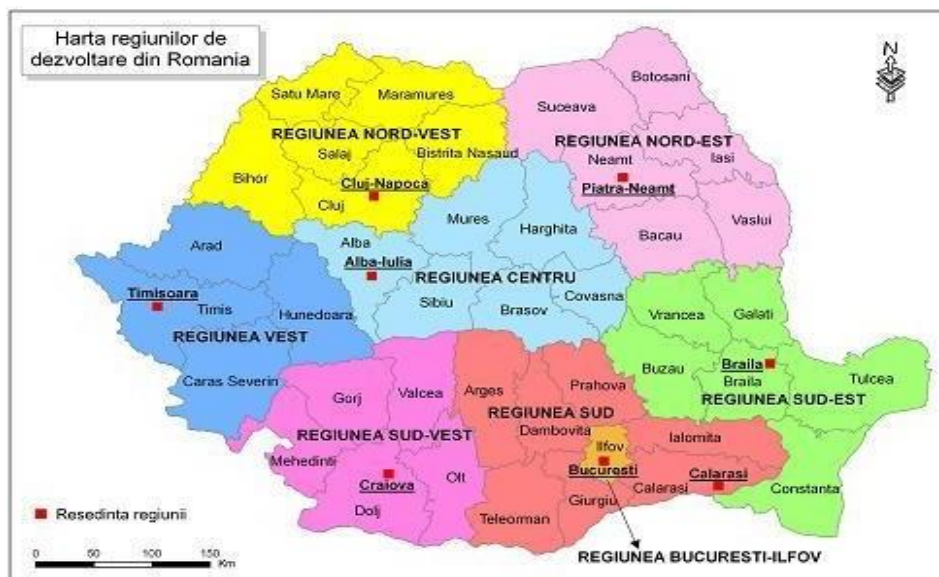 Harta regiunilor de
dezvoltare din Romania
N
Satu Mare
Maramures
REGIUNEA NORD-VEST
Salaj
Bistrita Nasaud
Bihor
Cluj-Napoca
Cluj
Botosani
Suceava
REGIUNEA NORD-EST
Neamt
Iasi
Piatra-Neamt
Bacau
Vaslui
Mures
Harghita
Alba
Alba-Iulia
REGIUNEA CENTRU
Sibiu
Brasov
Covasna
Arad
Timisoara
Timis
Hunedoara
REGIUNEA VEST
Caras Severin
Vrancea
Galati
Buzau
Braila
Braila
Tulcea
REGIUNEA SUD-EST
Constanta
Gorj
Valcea
REGIUNEA SUD-VEST
Mehedinti
Olt
Craiova
Dolj
Arges
Prahova
REGIUNEA SUD
Dambovita
Ilfov
Ialomita
Bucuresti
Calarasi
Calarasi
Giurgiu
Teleorman
REGIUNEA BUCURESTI-ILFOV
Resedinta regiunii
0 50 100 150
Km